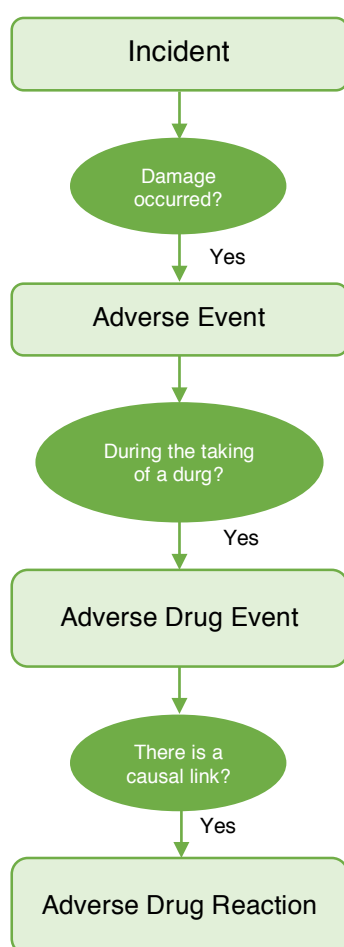 Incident
Damage
occurred?
Yes
Adverse Event
During the taking
of a durg?
Yes
Adverse Drug Event
There is a
causal link?
Yes
Adverse Drug Reaction